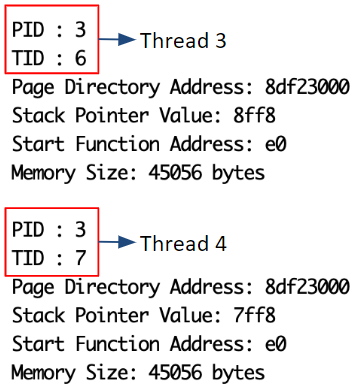 PID : 3
TID : 6
Thread 3
Page Directory Address: 8df23000
Stack Pointer Value: 8ff8
Start Function Address: e0
Memory Size: 45056 bytes
PID : 3
TID : 7
Thread 4
Page Directory Address: 8df23000
Stack Pointer Value: 7ff8
Start Function Address: e0
Memory Size: 45056 bytes